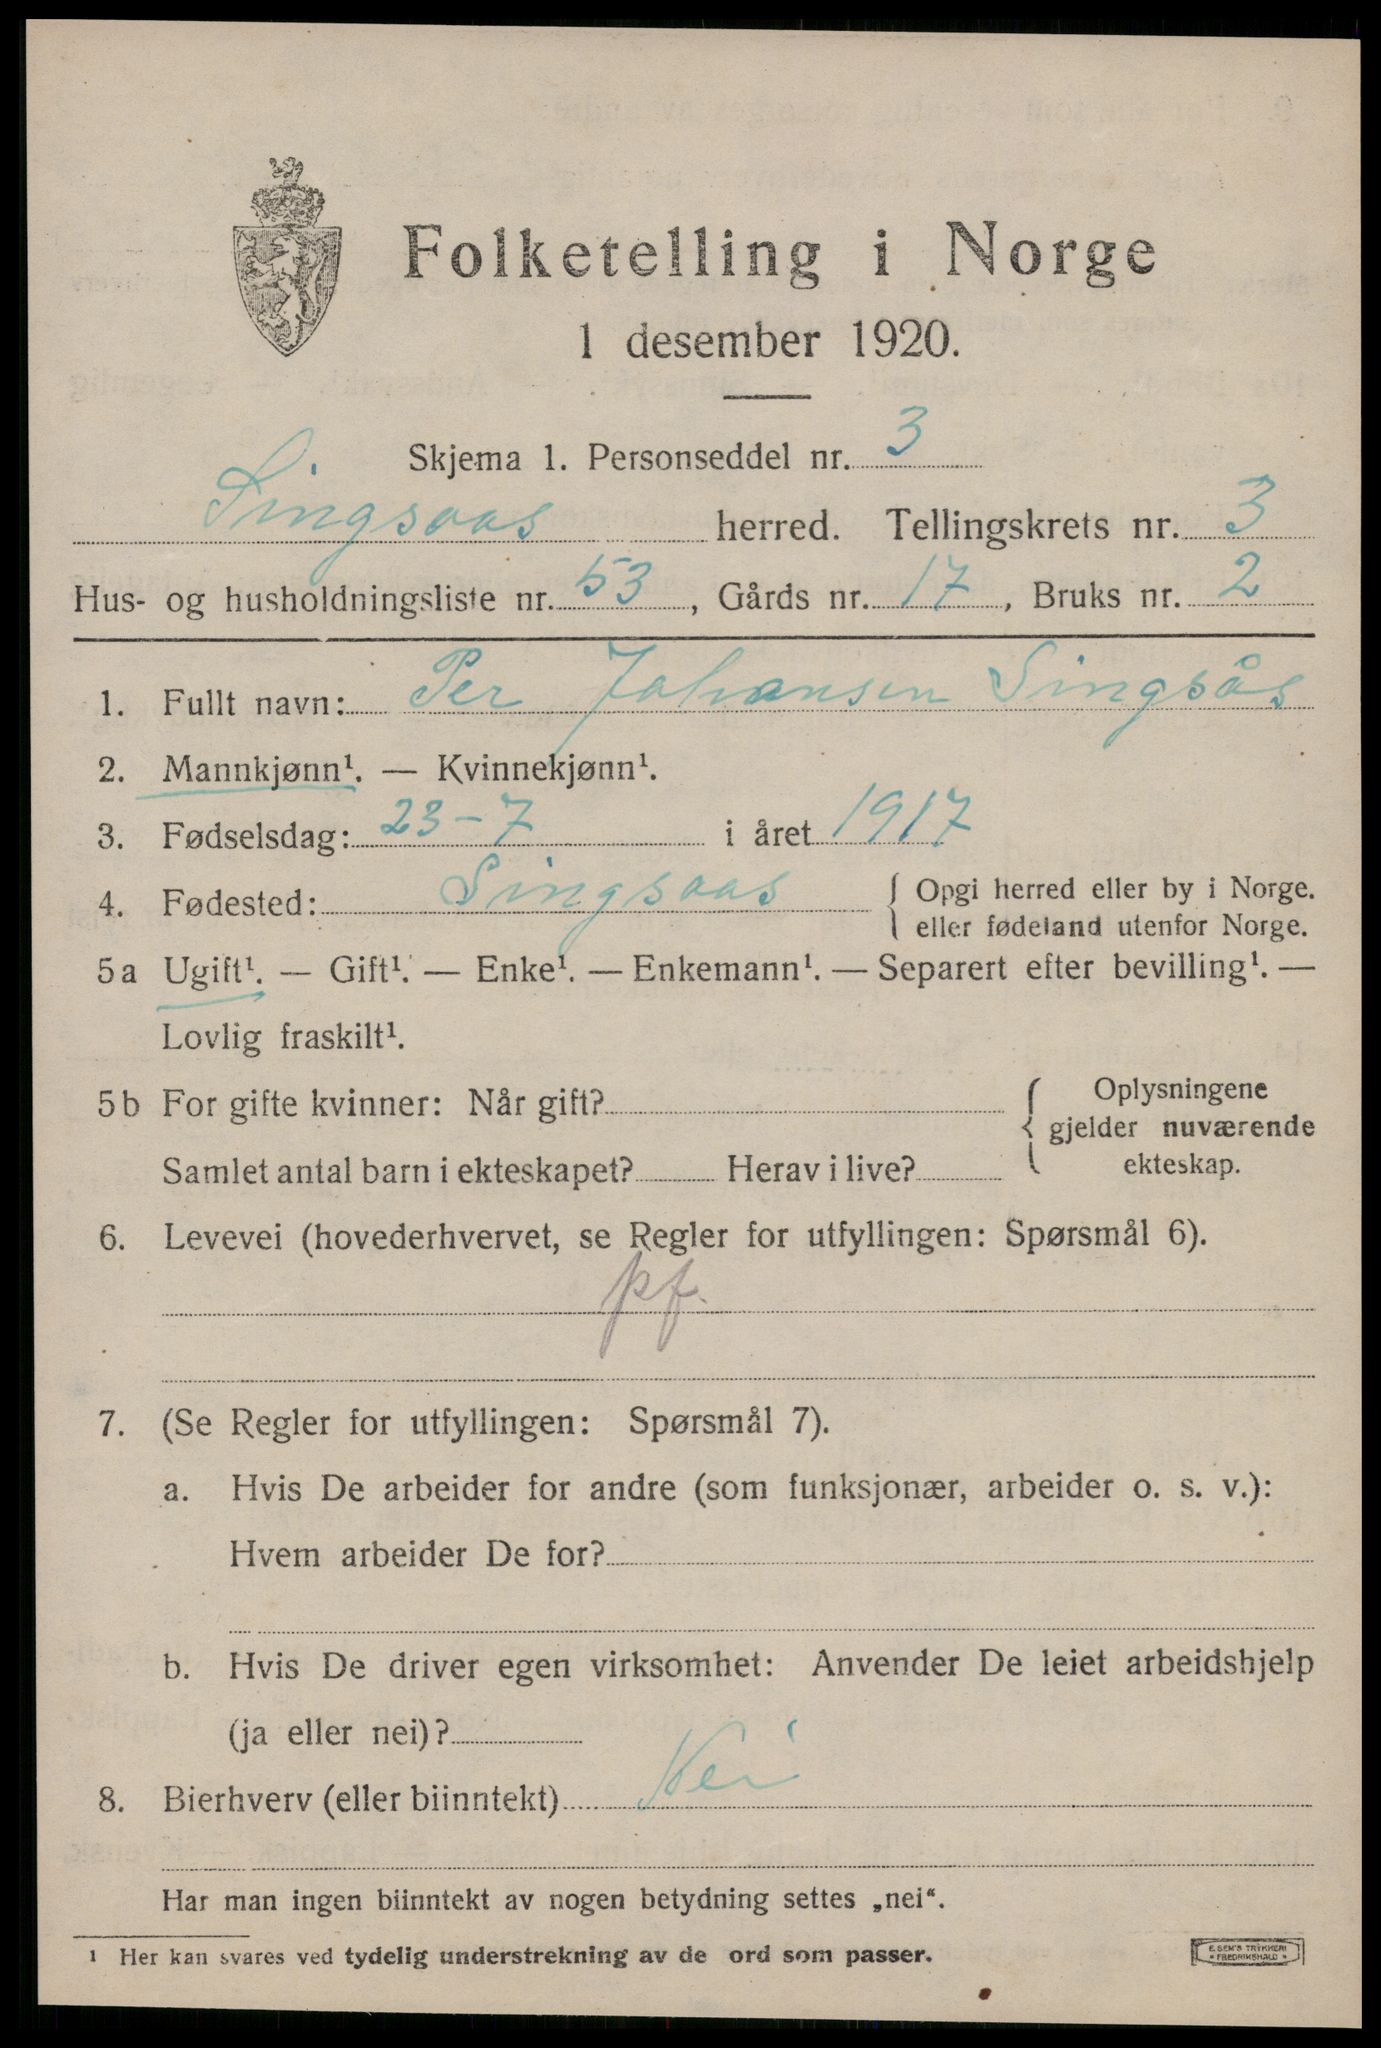 Folketelling i Norge
1 desember 1920.
Skjema 1. Personseddel nr. 3
Singsaas herred. Tellingskrets nr. 3
Hus- og husholdningsliste nr. 53, Gårds nr. 17, Bruks nr. 2
1. Fullt navn: Per Johansen Singsås
2. Mannkjønn¹. — Kvinnekjønn¹.
3. Fødselsdag: 23-7 i året 1917
4. Fødested: Singsaas { Opgi herred eller by i Norge.
eller fødeland utenfor Norge.
5a Ugift¹. — Gift¹. — Enke¹. — Enkemann¹. — Separert efter bevilling¹. —
Lovlig fraskilt¹.
5b For gifte kvinner: Når gift? { Oplysningene
gjelder nuværende
Samlet antal barn i ekteskapet? Herav i live? ekteskap.
6. Levevei (hovederhvervet, se Regler for utfyllingen: Spørsmål 6).
pf.
7. (Se Regler for utfyllingen: Spørsmål 7).
a. Hvis De arbeider for andre (som funksjonær, arbeider o. s. v.):
Hvem arbeider De for?
b. Hvis De driver egen virksomhet: Anvender De leiet arbeidshjelp
(ja eller nei)?
8. Bierhverv (eller biinntekt) Nei
Har man ingen biinntekt av nogen betydning settes „nei“.
¹ Her kan svares ved tydelig understrekning av de ord som passer.
E. SEM'S TRYKKERI
• FREDRIKSHALD •